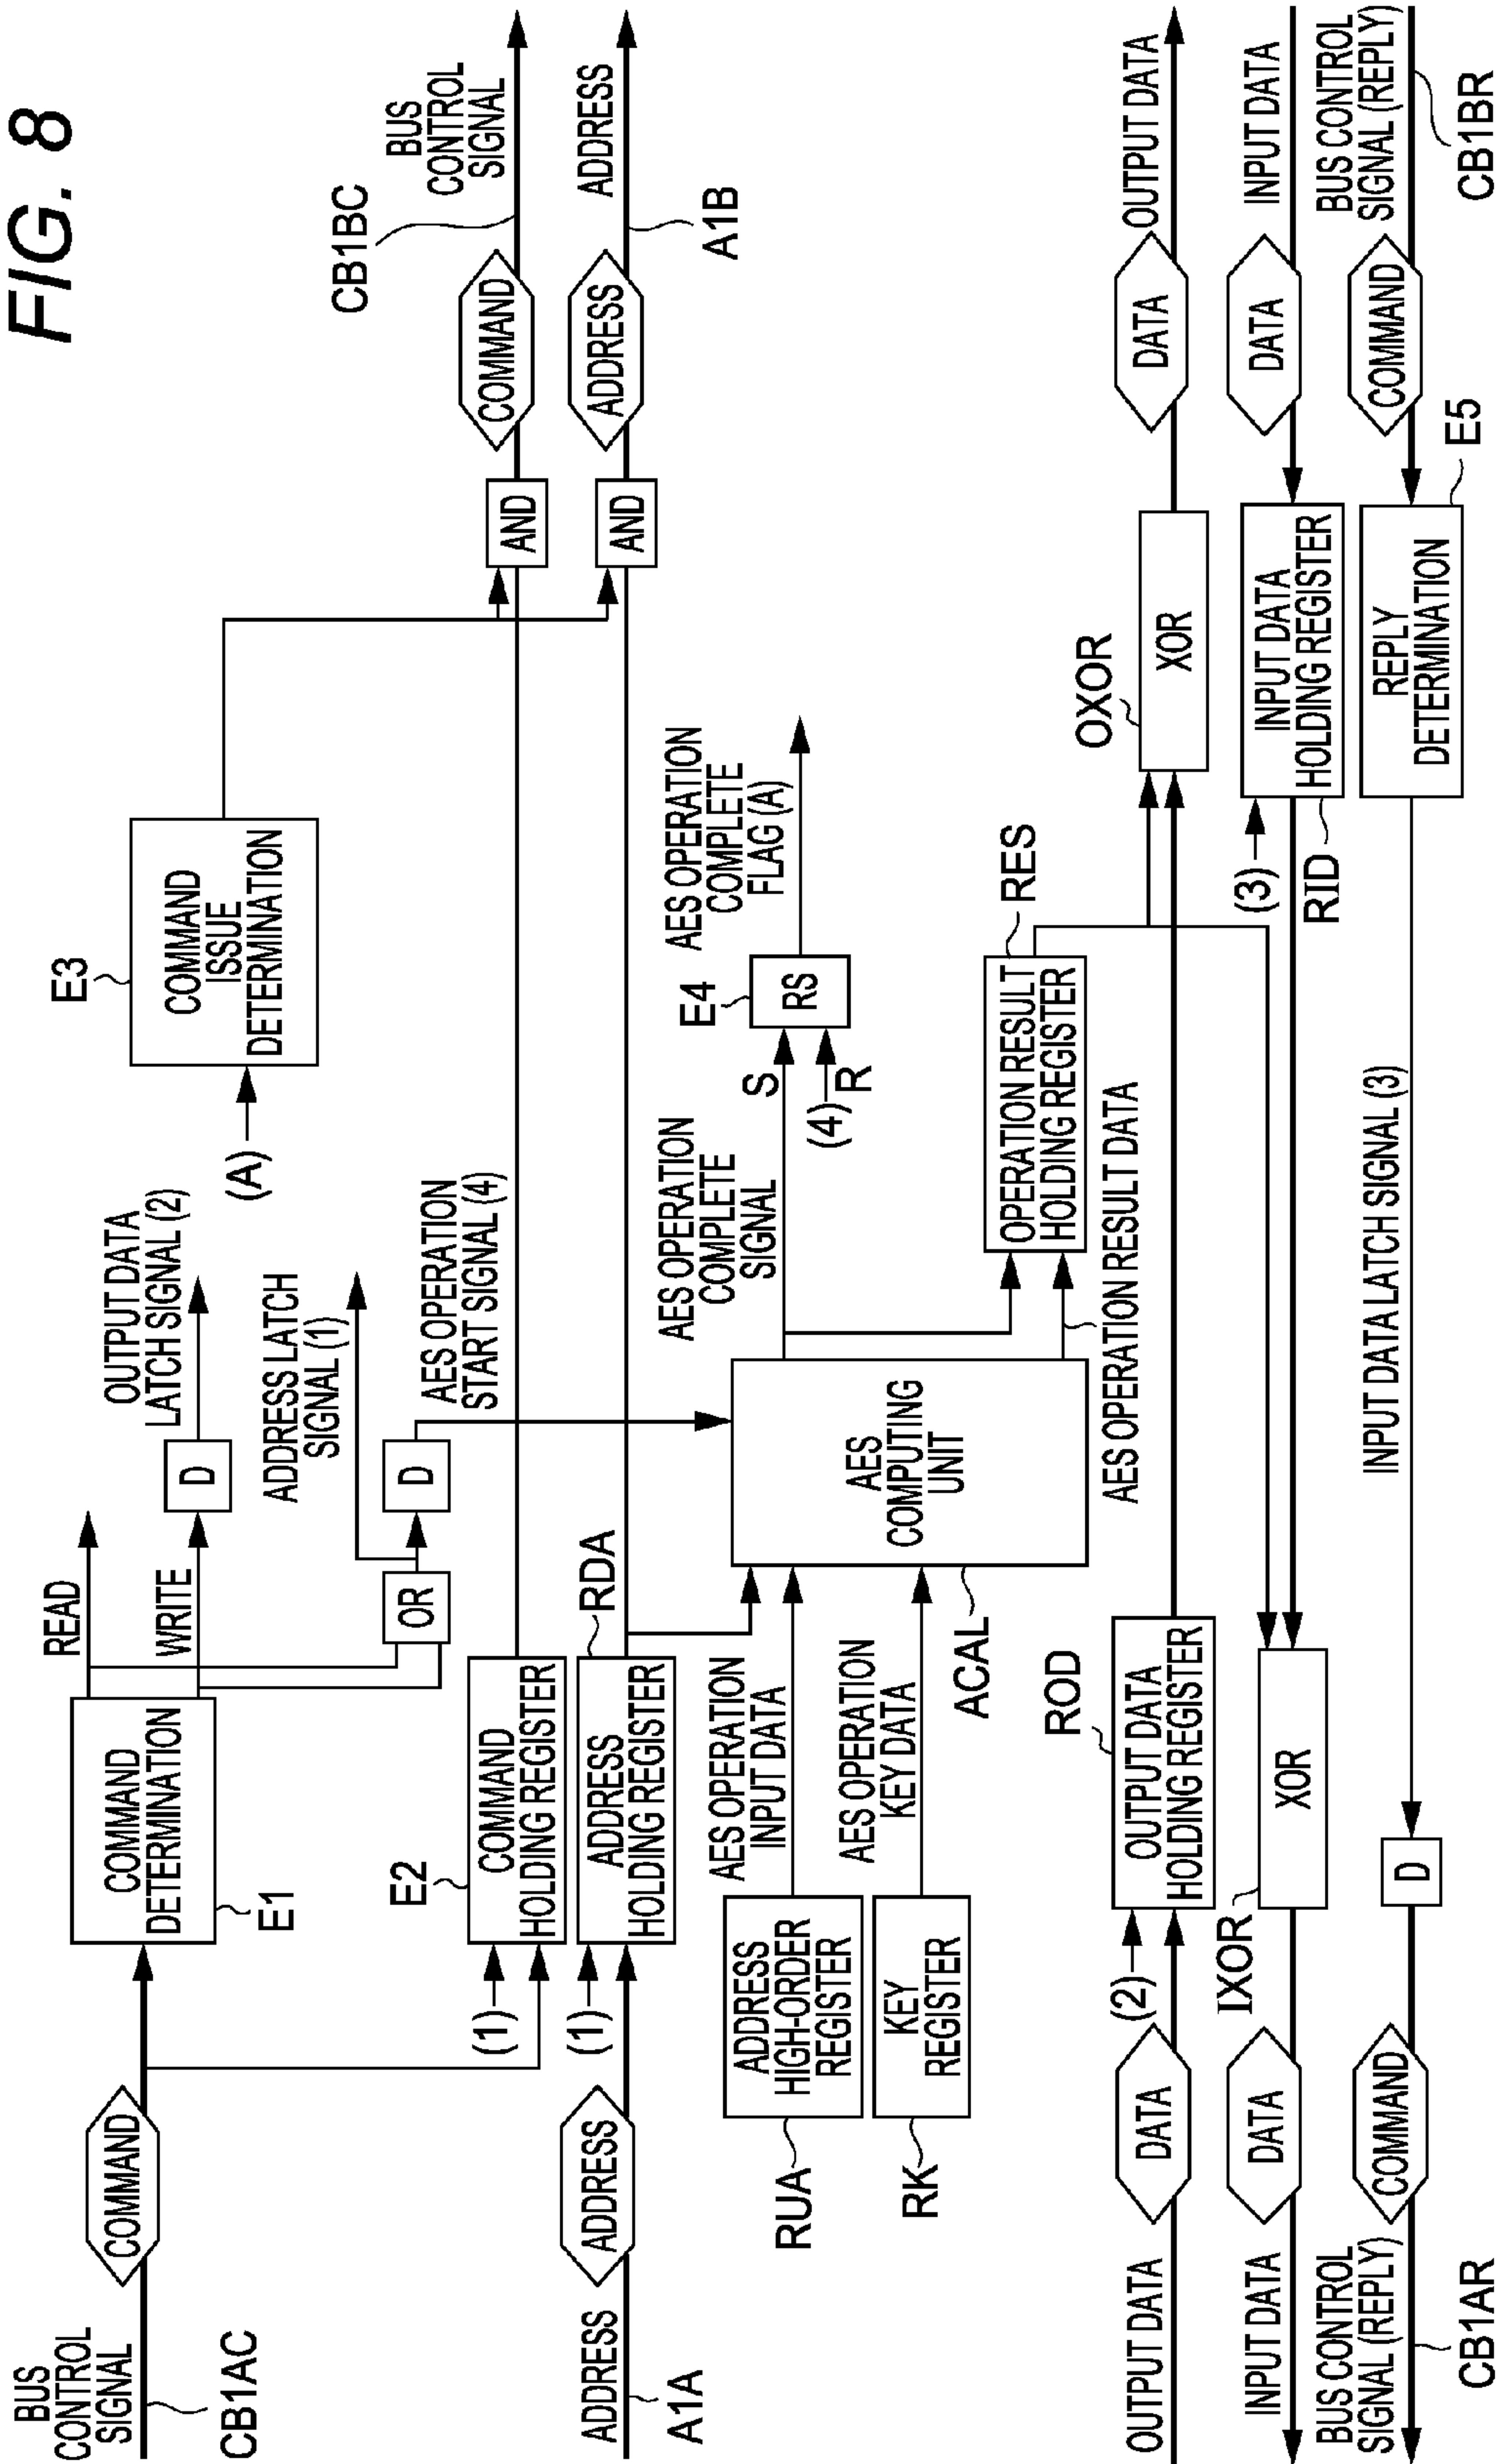 FIG. 8
BUS
CONTROL
SIGNAL
CB1AC
COMMAND
COMMAND
DETERMINATION
E1
READ
WRITE
D
OUTPUT DATA
LATCH SIGNAL (2)
OR
ADDRESS LATCH
SIGNAL (1)
D
AES OPERATION
START SIGNAL (4)
(A)
E3
COMMAND
ISSUE
DETERMINATION
(1)
E2
COMMAND
HOLDING REGISTER
AND
COMMAND
CB1BC
BUS
CONTROL
SIGNAL
ADDRESS
A1A
ADDRESS
(1)
ADDRESS
HOLDING REGISTER
RDA
AND
ADDRESS
A1B
ADDRESS
RUA
ADDRESS
HIGH-ORDER
REGISTER
AES OPERATION
INPUT DATA
RK
KEY
REGISTER
AES OPERATION
KEY DATA
ACAL
AES
COMPUTING
UNIT
AES OPERATION
COMPLETE
SIGNAL
S
(4)
R
E4
RS
AES OPERATION
COMPLETE
FLAG (A)
OPERATION RESULT
HOLDING REGISTER
RES
AES OPERATION RESULT DATA
OUTPUT DATA
DATA
(2)
ROD
OUTPUT DATA
HOLDING REGISTER
OXOR
XOR
DATA
OUTPUT DATA
INPUT DATA
DATA
IXOR
XOR
(3)
RID
INPUT DATA
HOLDING REGISTER
DATA
INPUT DATA
BUS CONTROL
SIGNAL (REPLY)
CB1AR
COMMAND
D
INPUT DATA LATCH SIGNAL (3)
REPLY
DETERMINATION
E5
COMMAND
BUS CONTROL
SIGNAL (REPLY)
CB1BR